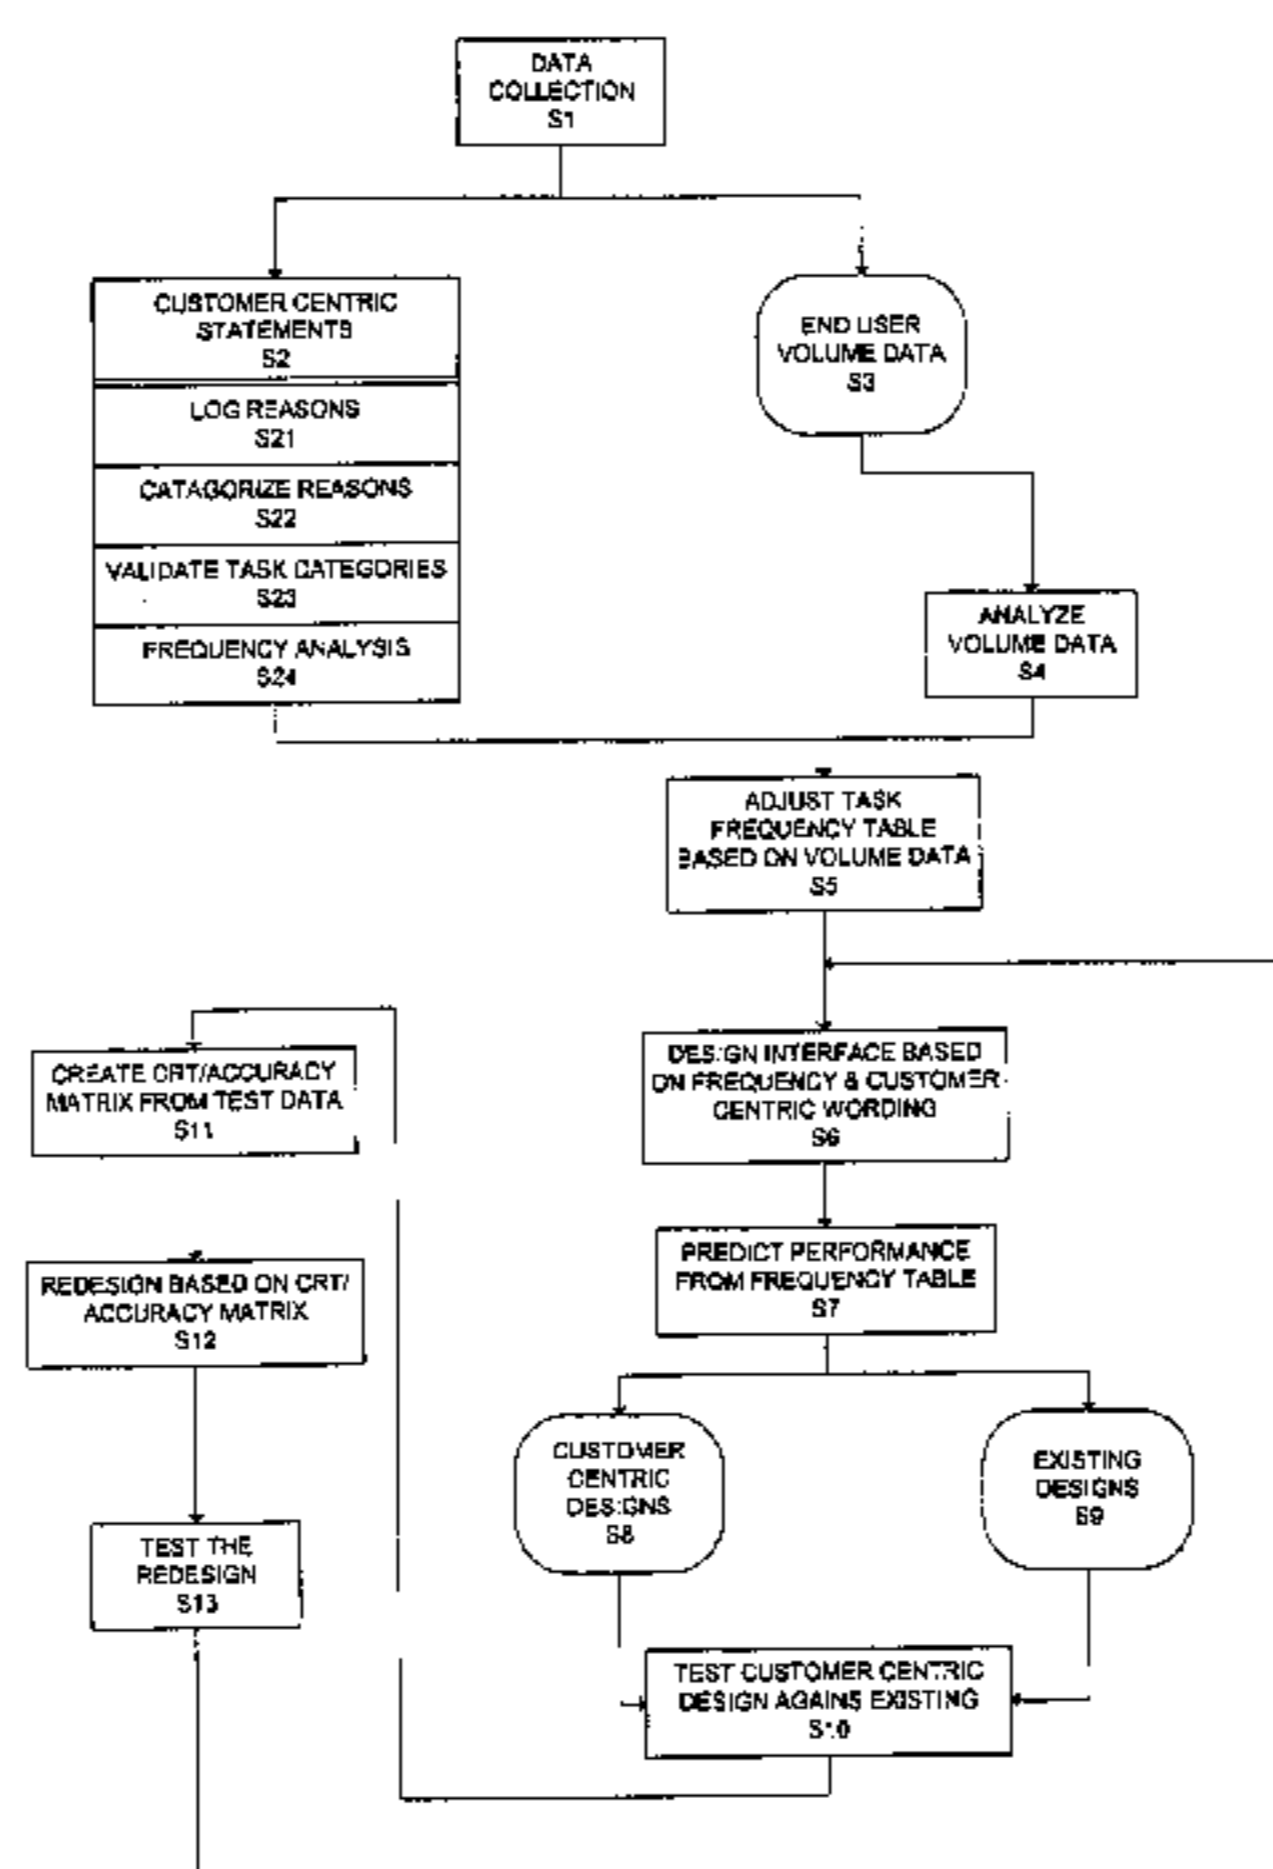 DATA
COLLECTION
S1
CUSTOMER CENTRIC
STATEMENTS
S2
LOG REASONS
S21
CATAGORIZE REASONS
S22
VALIDATE TASK CATEGORIES
S23
FREQUENCY ANALYSIS
S24
END USER
VOLUME DATA
S3
ANALYZE
VOLUME DATA
S4
ADJUST TASK
FREQUENCY TABLE
BASED ON VOLUME DATA
S5
DESIGN INTERFACE BASED
ON FREQUENCY & CUSTOMER
CENTRIC WORDING
S6
PREDICT PERFORMANCE
FROM FREQUENCY TABLE
S7
CUSTOMER
CENTRIC
DESIGNS
S8
EXISTING
DESIGNS
S9
TEST CUSTOMER CENTRIC
DESIGN AGAINS EXISTING
S10
CREATE CRT/ACCURACY
MATRIX FROM TEST DATA
S11
REDESIGN BASED ON CRT/
ACCURACY MATRIX
S12
TEST THE
REDESIGN
S13